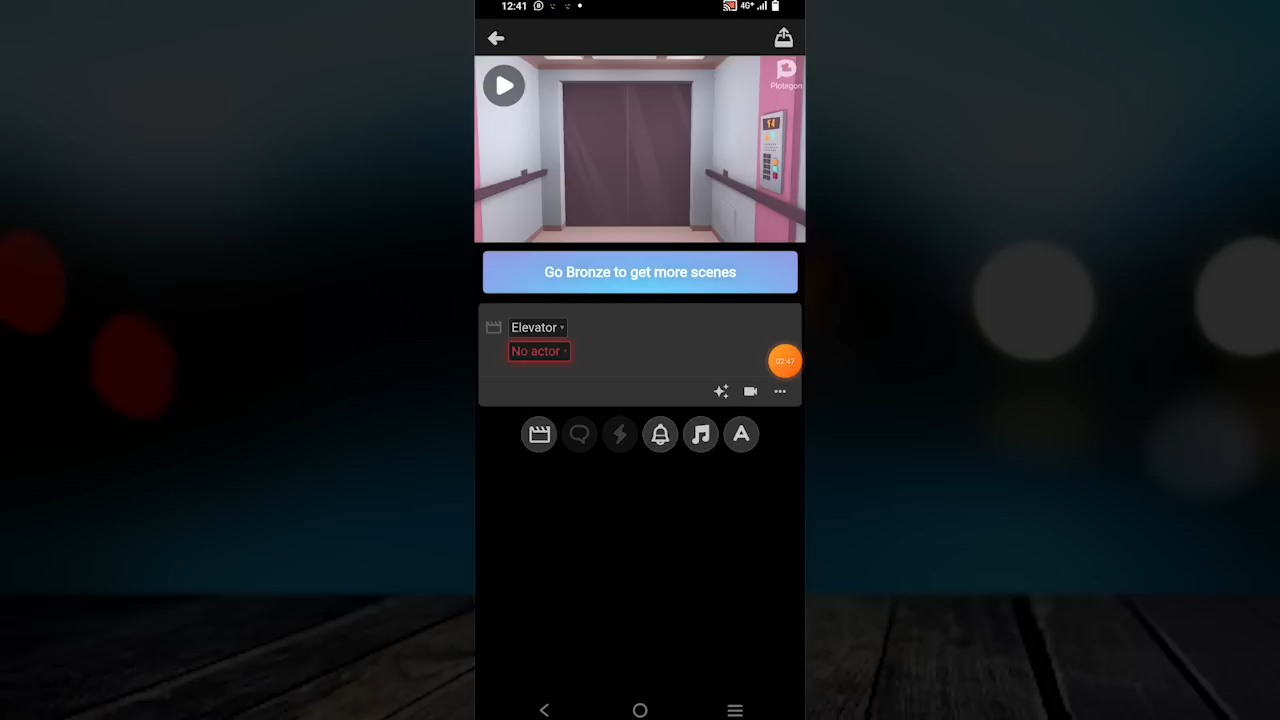 12:41
4G+
Plotagon
Go Bronze to get more scenes
Elevator
No actor
02:47
A